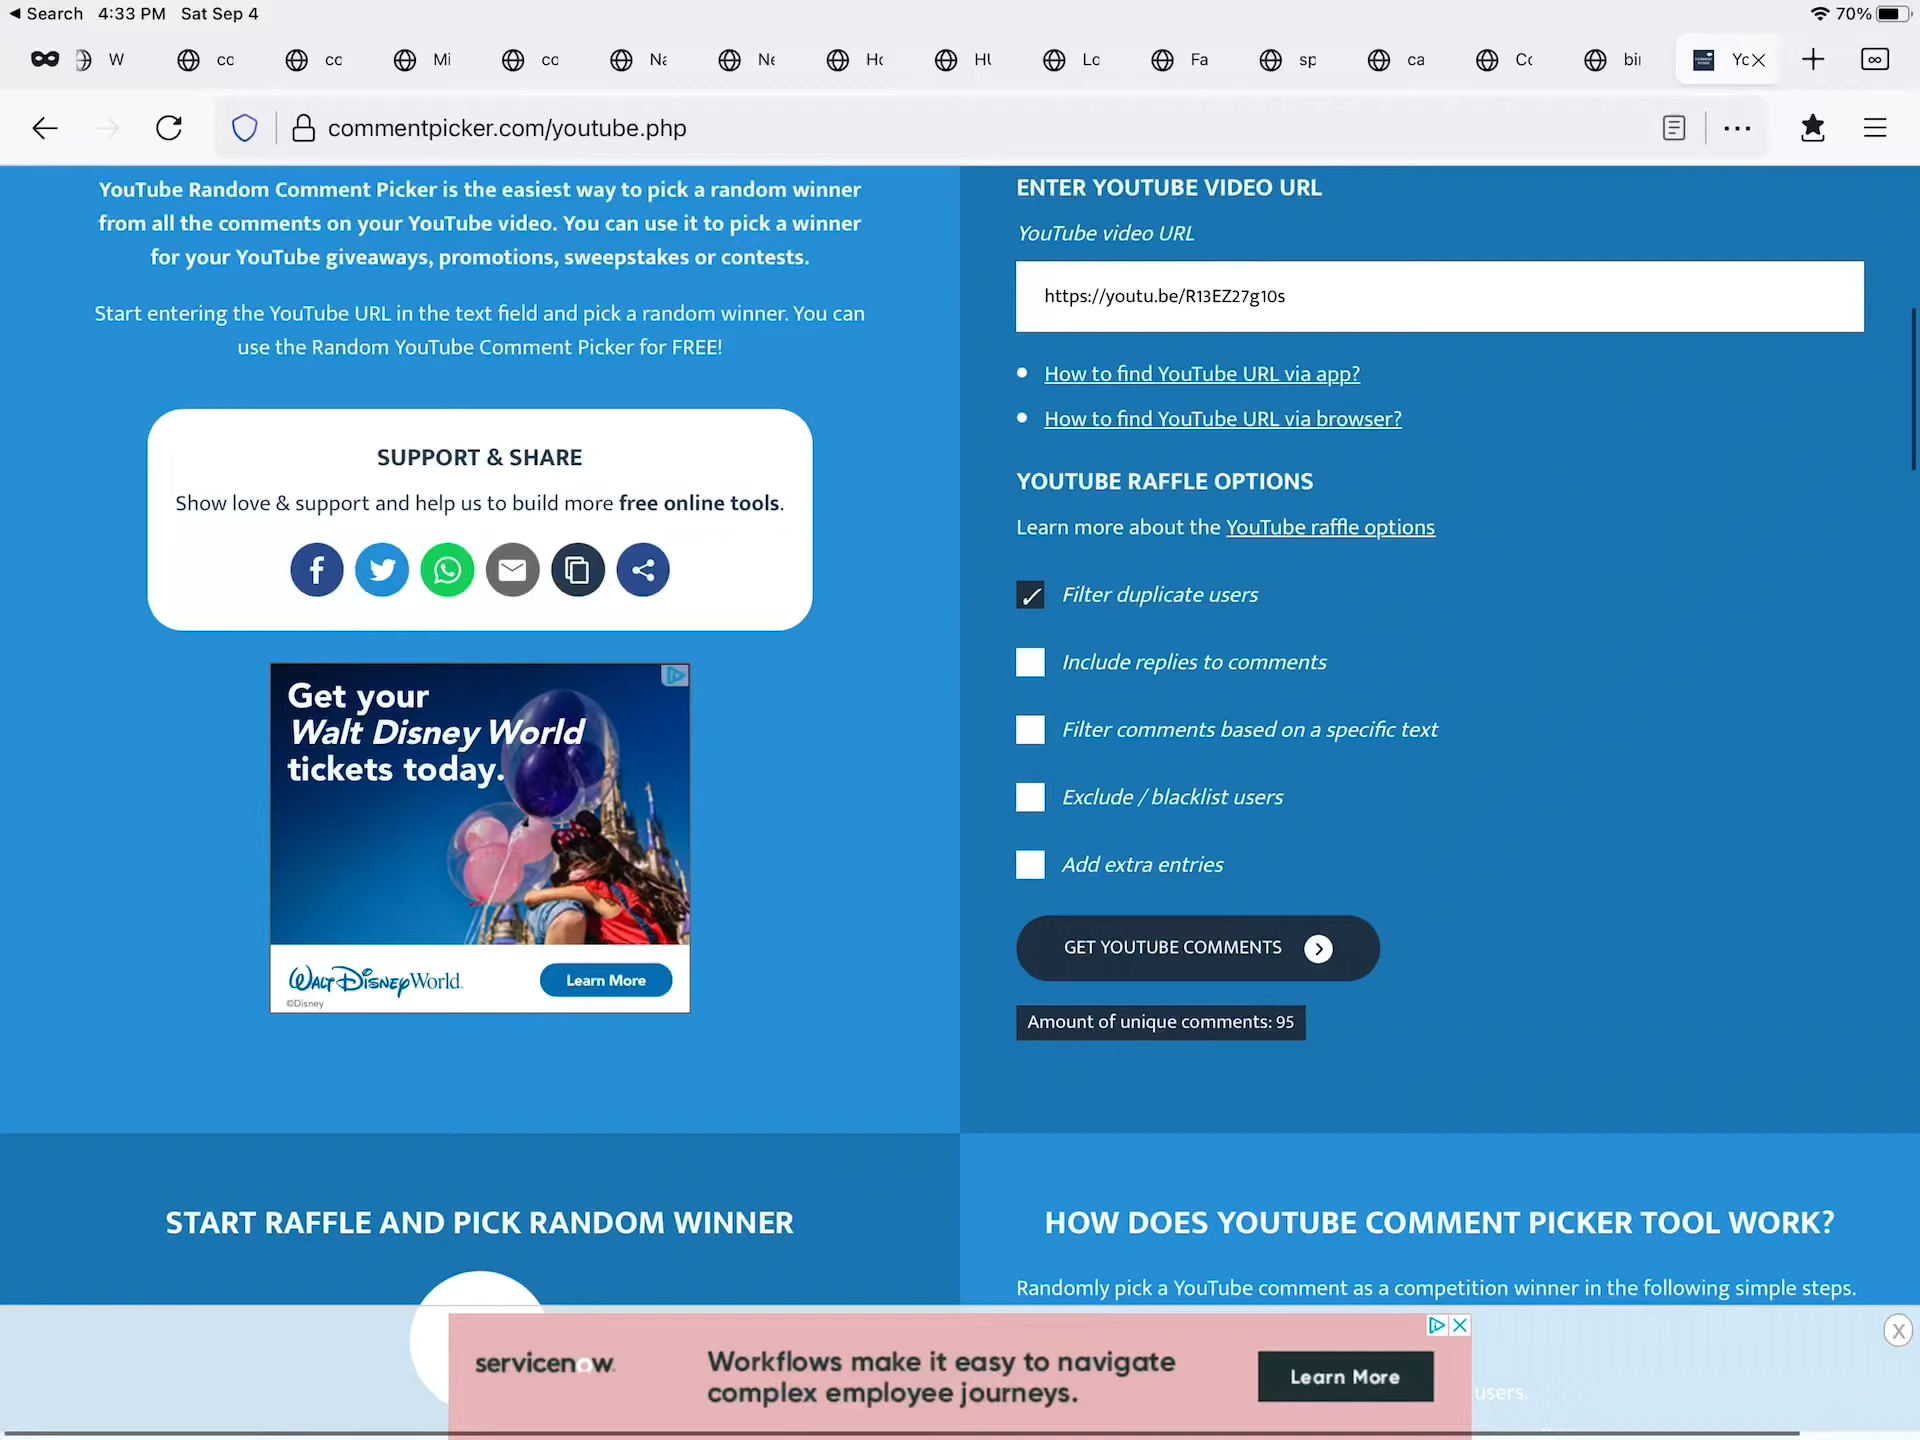 Search 4:33 PM Sat Sep 4
70%
W
cc
cc
Mi
cc
Na
Ne
Hc
HU
Lc
Fa
sp
ca
Cc
bii
Yc
commentpicker.com/youtube.php
YouTube Random Comment Picker is the easiest way to pick a random winner
from all the comments on your YouTube video. You can use it to pick a winner
for your YouTube giveaways, promotions, sweepstakes or contests.
Start entering the YouTube URL in the text field and pick a random winner. You can
use the Random YouTube Comment Picker for FREE!
SUPPORT & SHARE
Show love & support and help us to build more free online tools.
Get your
Walt Disney World
tickets today.
WALT DISNEY World
©Disney
Learn More
ENTER YOUTUBE VIDEO URL
YouTube video URL
https://youtu.be/R13EZ27g10s
How to find YouTube URL via app?
How to find YouTube URL via browser?
YOUTUBE RAFFLE OPTIONS
Learn more about the YouTube raffle options
Filter duplicate users
Include replies to comments
Filter comments based on a specific text
Exclude / blacklist users
Add extra entries
GET YOUTUBE COMMENTS
Amount of unique comments: 95
START RAFFLE AND PICK RANDOM WINNER
HOW DOES YOUTUBE COMMENT PICKER TOOL WORK?
Randomly pick a YouTube comment as a competition winner in the following simple steps.
servicenow.
Workflows make it easy to navigate
complex employee journeys.
Learn More
users.
X